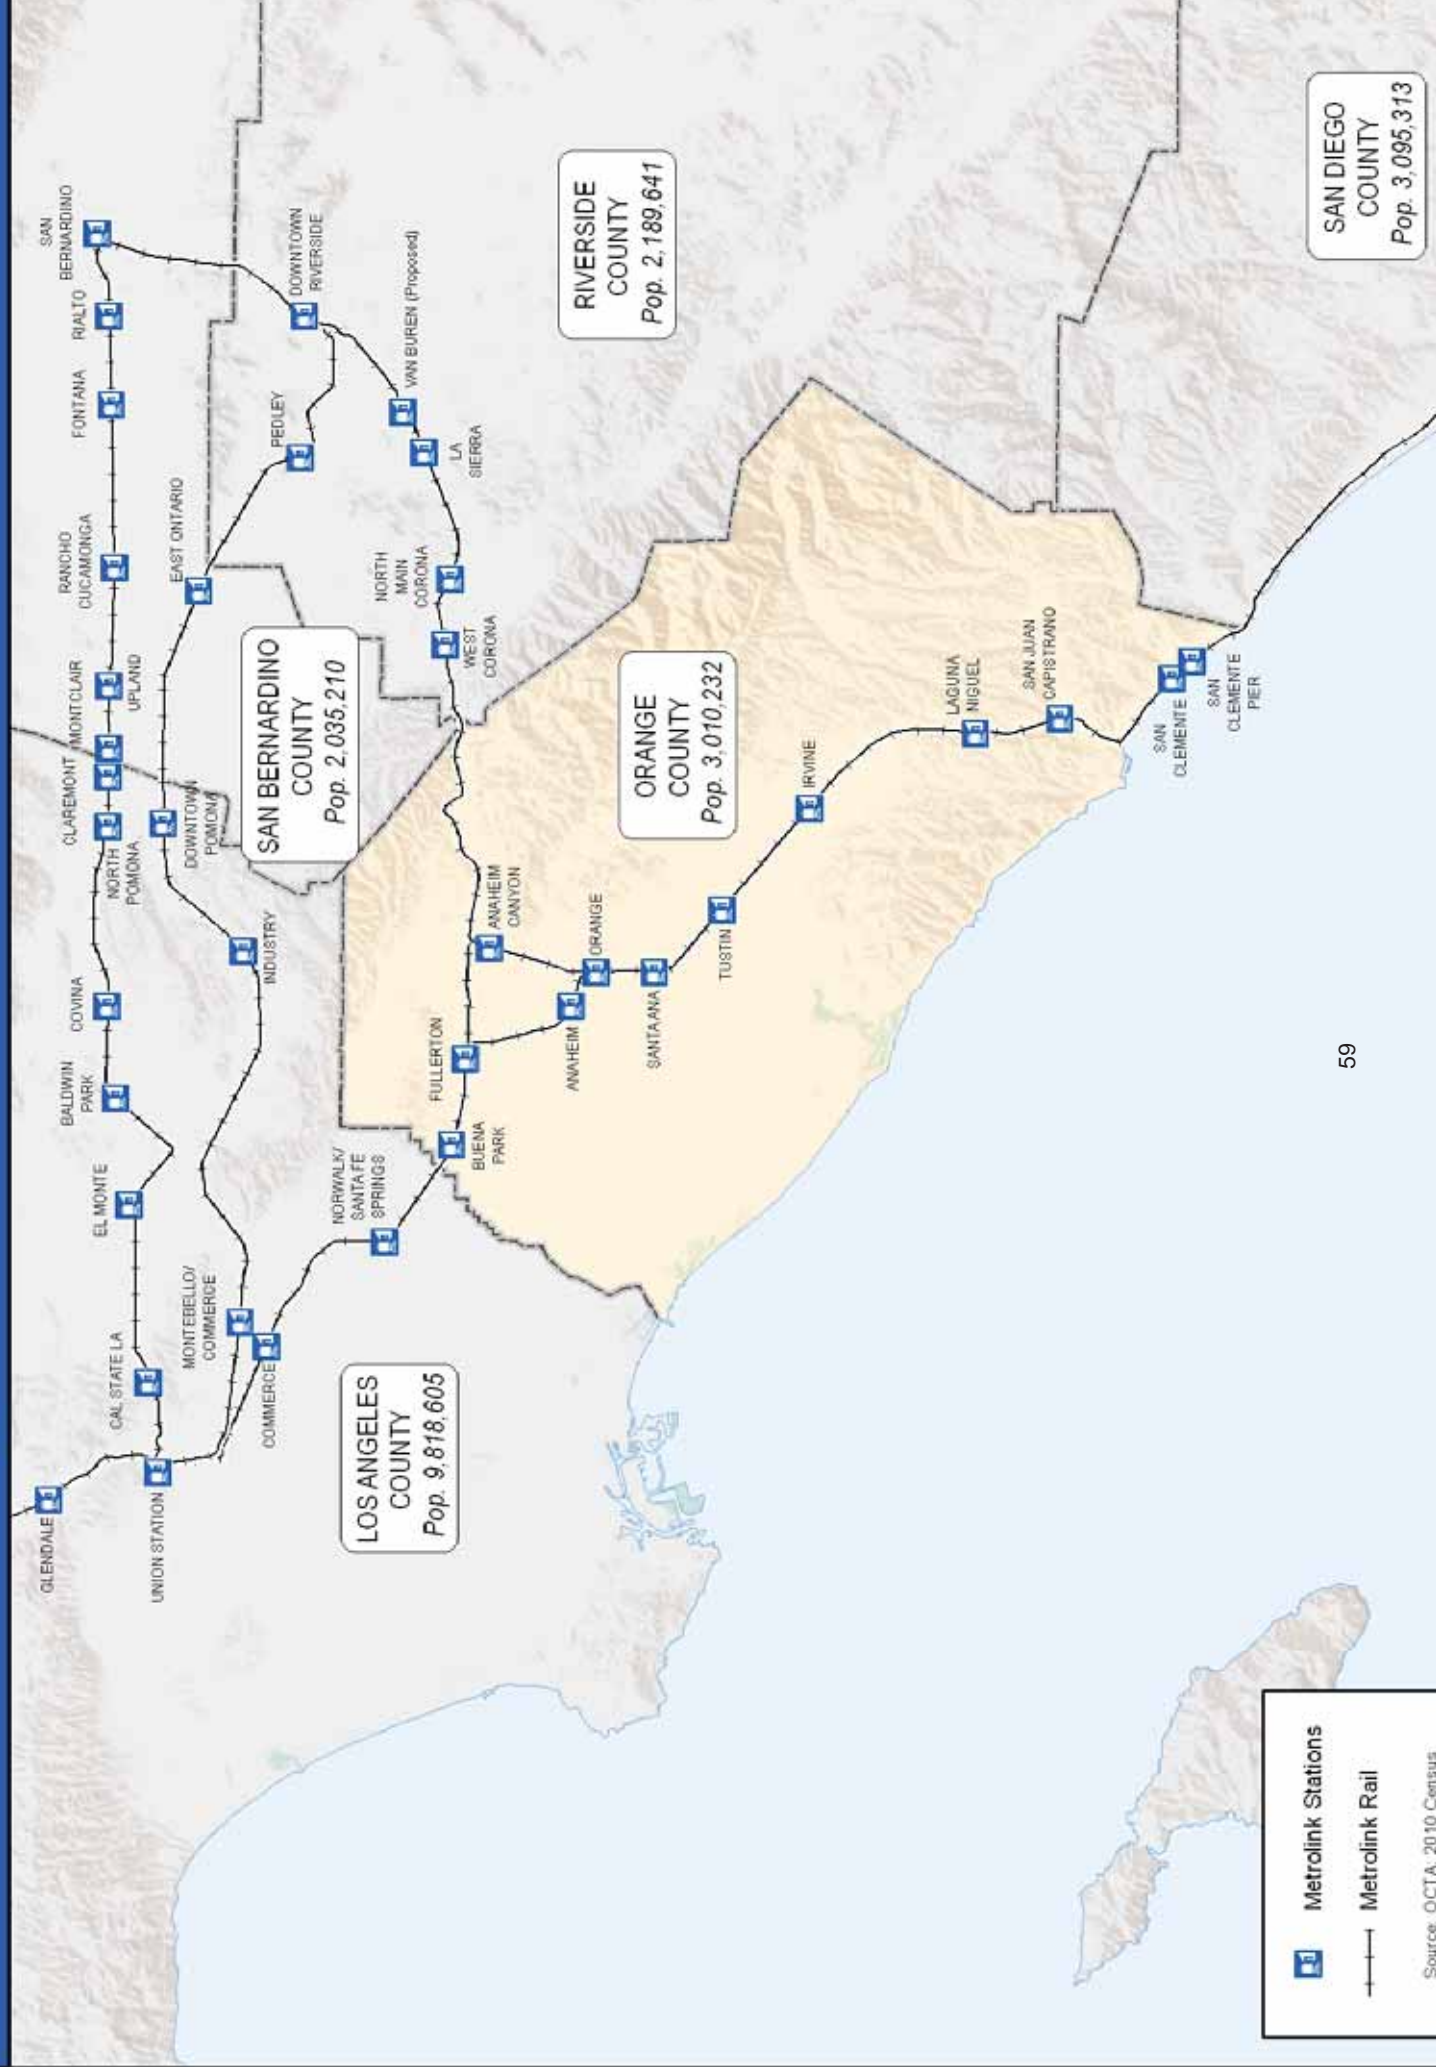 GLENDALE
UNION STATION
CAL STATE LA
EL MONTE
BALDWIN
PARK
COVINA
NORTH
POMONA
CLAREMONT
MONTCLAIR
UPLAND
RANCHO
CUCAMONGA
FONTANA
RIALTO
SAN
BERNARDINO
MONTEBELLO/
COMMERCE
COMMERCE
INDUSTRY
DOWNTOWN
POMONA
EAST ONTARIO
PEDLEY
DOWNTOWN
RIVERSIDE
VAN BUREN (Proposed)
LA
SIERRA
NORTH
MAIN
CORONA
WEST
CORONA
SAN BERNARDINO
COUNTY
Pop. 2,035,210
LOS ANGELES
COUNTY
Pop. 9,818,605
RIVERSIDE
COUNTY
Pop. 2,189,641
NORWALK/
SANTA FE
SPRINGS
BUENA
PARK
FULLERTON
ANAHEIM
CANYON
ANAHEIM
ORANGE
SANTA ANA
TUSTIN
IRVINE
ORANGE
COUNTY
Pop. 3,010,232
LAGUNA
NIGUEL
SAN JUAN
CAPISTRANO
SAN
CLEMENTE
SAN
CLEMENTE
PIER
SAN DIEGO
COUNTY
Pop. 3,095,313
Metrolink Stations
Metrolink Rail
Source: OCTA; 2010 Census
59